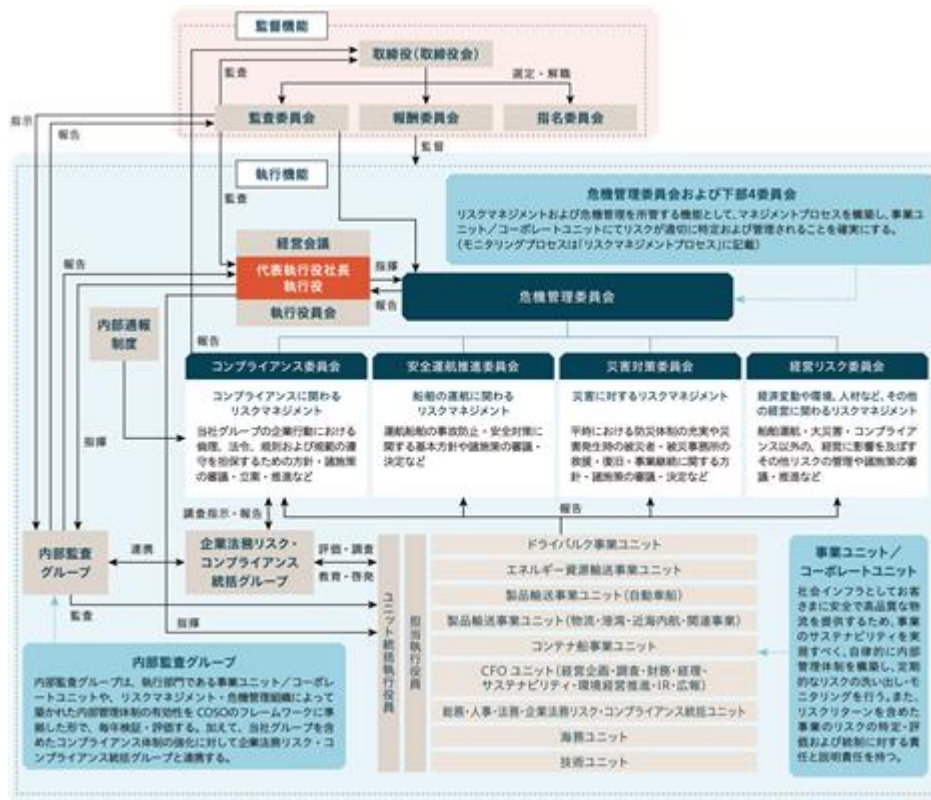 監督機能
取締役(取締役会)
監査
選定・解職
監査委員会
報酬委員会
指名委員会
指示
報告
監督
執行機能
監査
危機管理委員会および下部4委員会
リスクマネジメントおよび危機管理を所管する機能として、マネジメントプロセスを構築し、事業ユ
ニット/コーポレートユニットにてリスクが適切に特定および管理されることを確実にする。
(モニタリングプロセスは「リスクマネジメントプロセス」に記載)
経営会議
報告
代表執行役社長
執行役
指揮
報告
危機管理委員会
執行役員会
内部通報
制度
報告
コンプライアンス委員会
安全運航推進委員会
災害対策委員会
経営リスク委員会
コンプライアンスに関わる
リスクマネジメント
当社グループの企業行動における
倫理、法令、規則および規範の遵
守を担保するための方針・諸施策
の審議・立案・推進など
船舶の運航に関わる
リスクマネジメント
運航船舶の事故防止・安全対策に
関する基本方針や諸施策の審議・
決定など
災害に対するリスクマネジメント
平時における防災体制の充実や災
害発生時の被災者・被災事務所の
救援・復旧・事業継続に関する方
針・諸施策の審議・決定など
経済変動や環境、人材など、その他
の経営に関わるリスクマネジメント
船舶運航・大災害・コンプライ
アンス以外の、経営に影響を及ぼす
その他リスクの管理や諸施策の審
議・推進など
指揮
調査指示・報告
報告
内部監査
グループ
連携
企業法務リスク・
コンプライアンス
統括グループ
評価・調査
教育・啓発
監査
指揮
ユニット統括執行役員
担当執行役員
ドライバルク事業ユニット
エネルギー資源輸送事業ユニット
製品輸送事業ユニット(自動車船)
製品輸送事業ユニット(物流・港湾・近海内航・関連事業)
コンテナ船事業ユニット
CFOユニット(経営企画・調査・財務・経理・
サステナビリティ・環境経営推進・IR・広報)
総務・人事・法務・企業法務リスク・コンプライアンス統括ユニット
海務ユニット
技術ユニット
事業ユニット/
コーポレートユニット
社会インフラとしてお客
さまに安全で高品質な物
流を提供するため、事業
のサステナビリティを実
現すべく、自律的に内部
管理体制を構築し、定期
的なリスクの洗い出し・モ
ニタリングを行う。また、
リスクリターンを含めた
事業のリスクの特定・評
価および統制に対する責
任と説明責任を持つ。
内部監査グループ
内部監査グループは、執行部門である事業ユニット/コーポ
レートユニットや、リスクマネジメント・危機管理組織によって
築かれた内部管理体制の有効性をCOSOのフレームワークに準
拠した形で、毎年検証・評価する。加えて、当社グループを含
めたコンプライアンス体制の強化に対して企業法務リスク・コ
ンプライアンス統括グループと連携する。